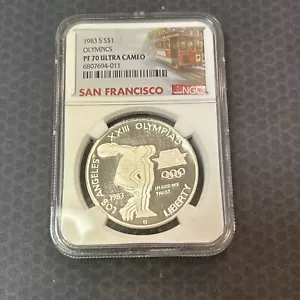 1983 S S$1
OLYMPICS
PF 70 ULTRA CAMEO
6807694-011
SAN FRANCISCO
NGC
LOS ANGELES XXIII OLYMPIAD
1983
IN GOD WE
TRUST
LIBERTY